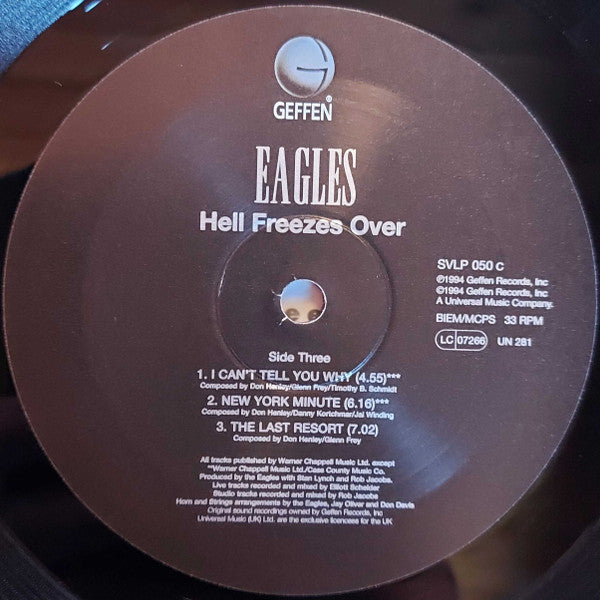 GEFFEN®
EAGLES
Hell Freezes Over
SVLP 050 C
℗1994 Geffen Records, Inc
©1994 Geffen Records, Inc
A Universal Music Company.
BIEM/MCPS 33 RPM
LC 07266 UN 281
Side Three
1. I CAN'T TELL YOU WHY (4.55)***
Composed by Don Henley/Glenn Frey/Timothy B. Schmidt
2. NEW YORK MINUTE (6.16)***
Composed by Don Henley/Danny Kortchmar/Jai Winding
3. THE LAST RESORT (7.02)
Composed by Don Henley/Glenn Frey
All tracks published by Warner Chappell Music Ltd. except
**Warner Chappell Music Ltd./Cass County Music Co.
Produced by the Eagles with Stan Lynch and Rob Jacobs.
Live tracks recorded and mixed by Elliott Scheider
Studio tracks recorded and mixed by Rob Jacobs
Horn and Strings arrangements by the Eagles, Jay Oliver and Don Davis
Original sound recordings owned by Geffen Records, Inc
Universal Music (UK) Ltd. are the exclusive licencees for the UK